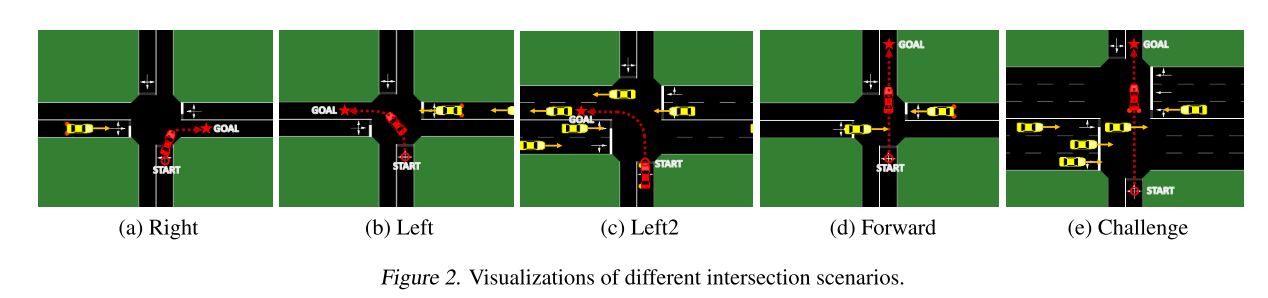 GOAL
START
GOAL
START
GOAL
START
GOAL
START
GOAL
START
(a) Right
(b) Left
(c) Left2
(d) Forward
(e) Challenge
Figure 2. Visualizations of different intersection scenarios.